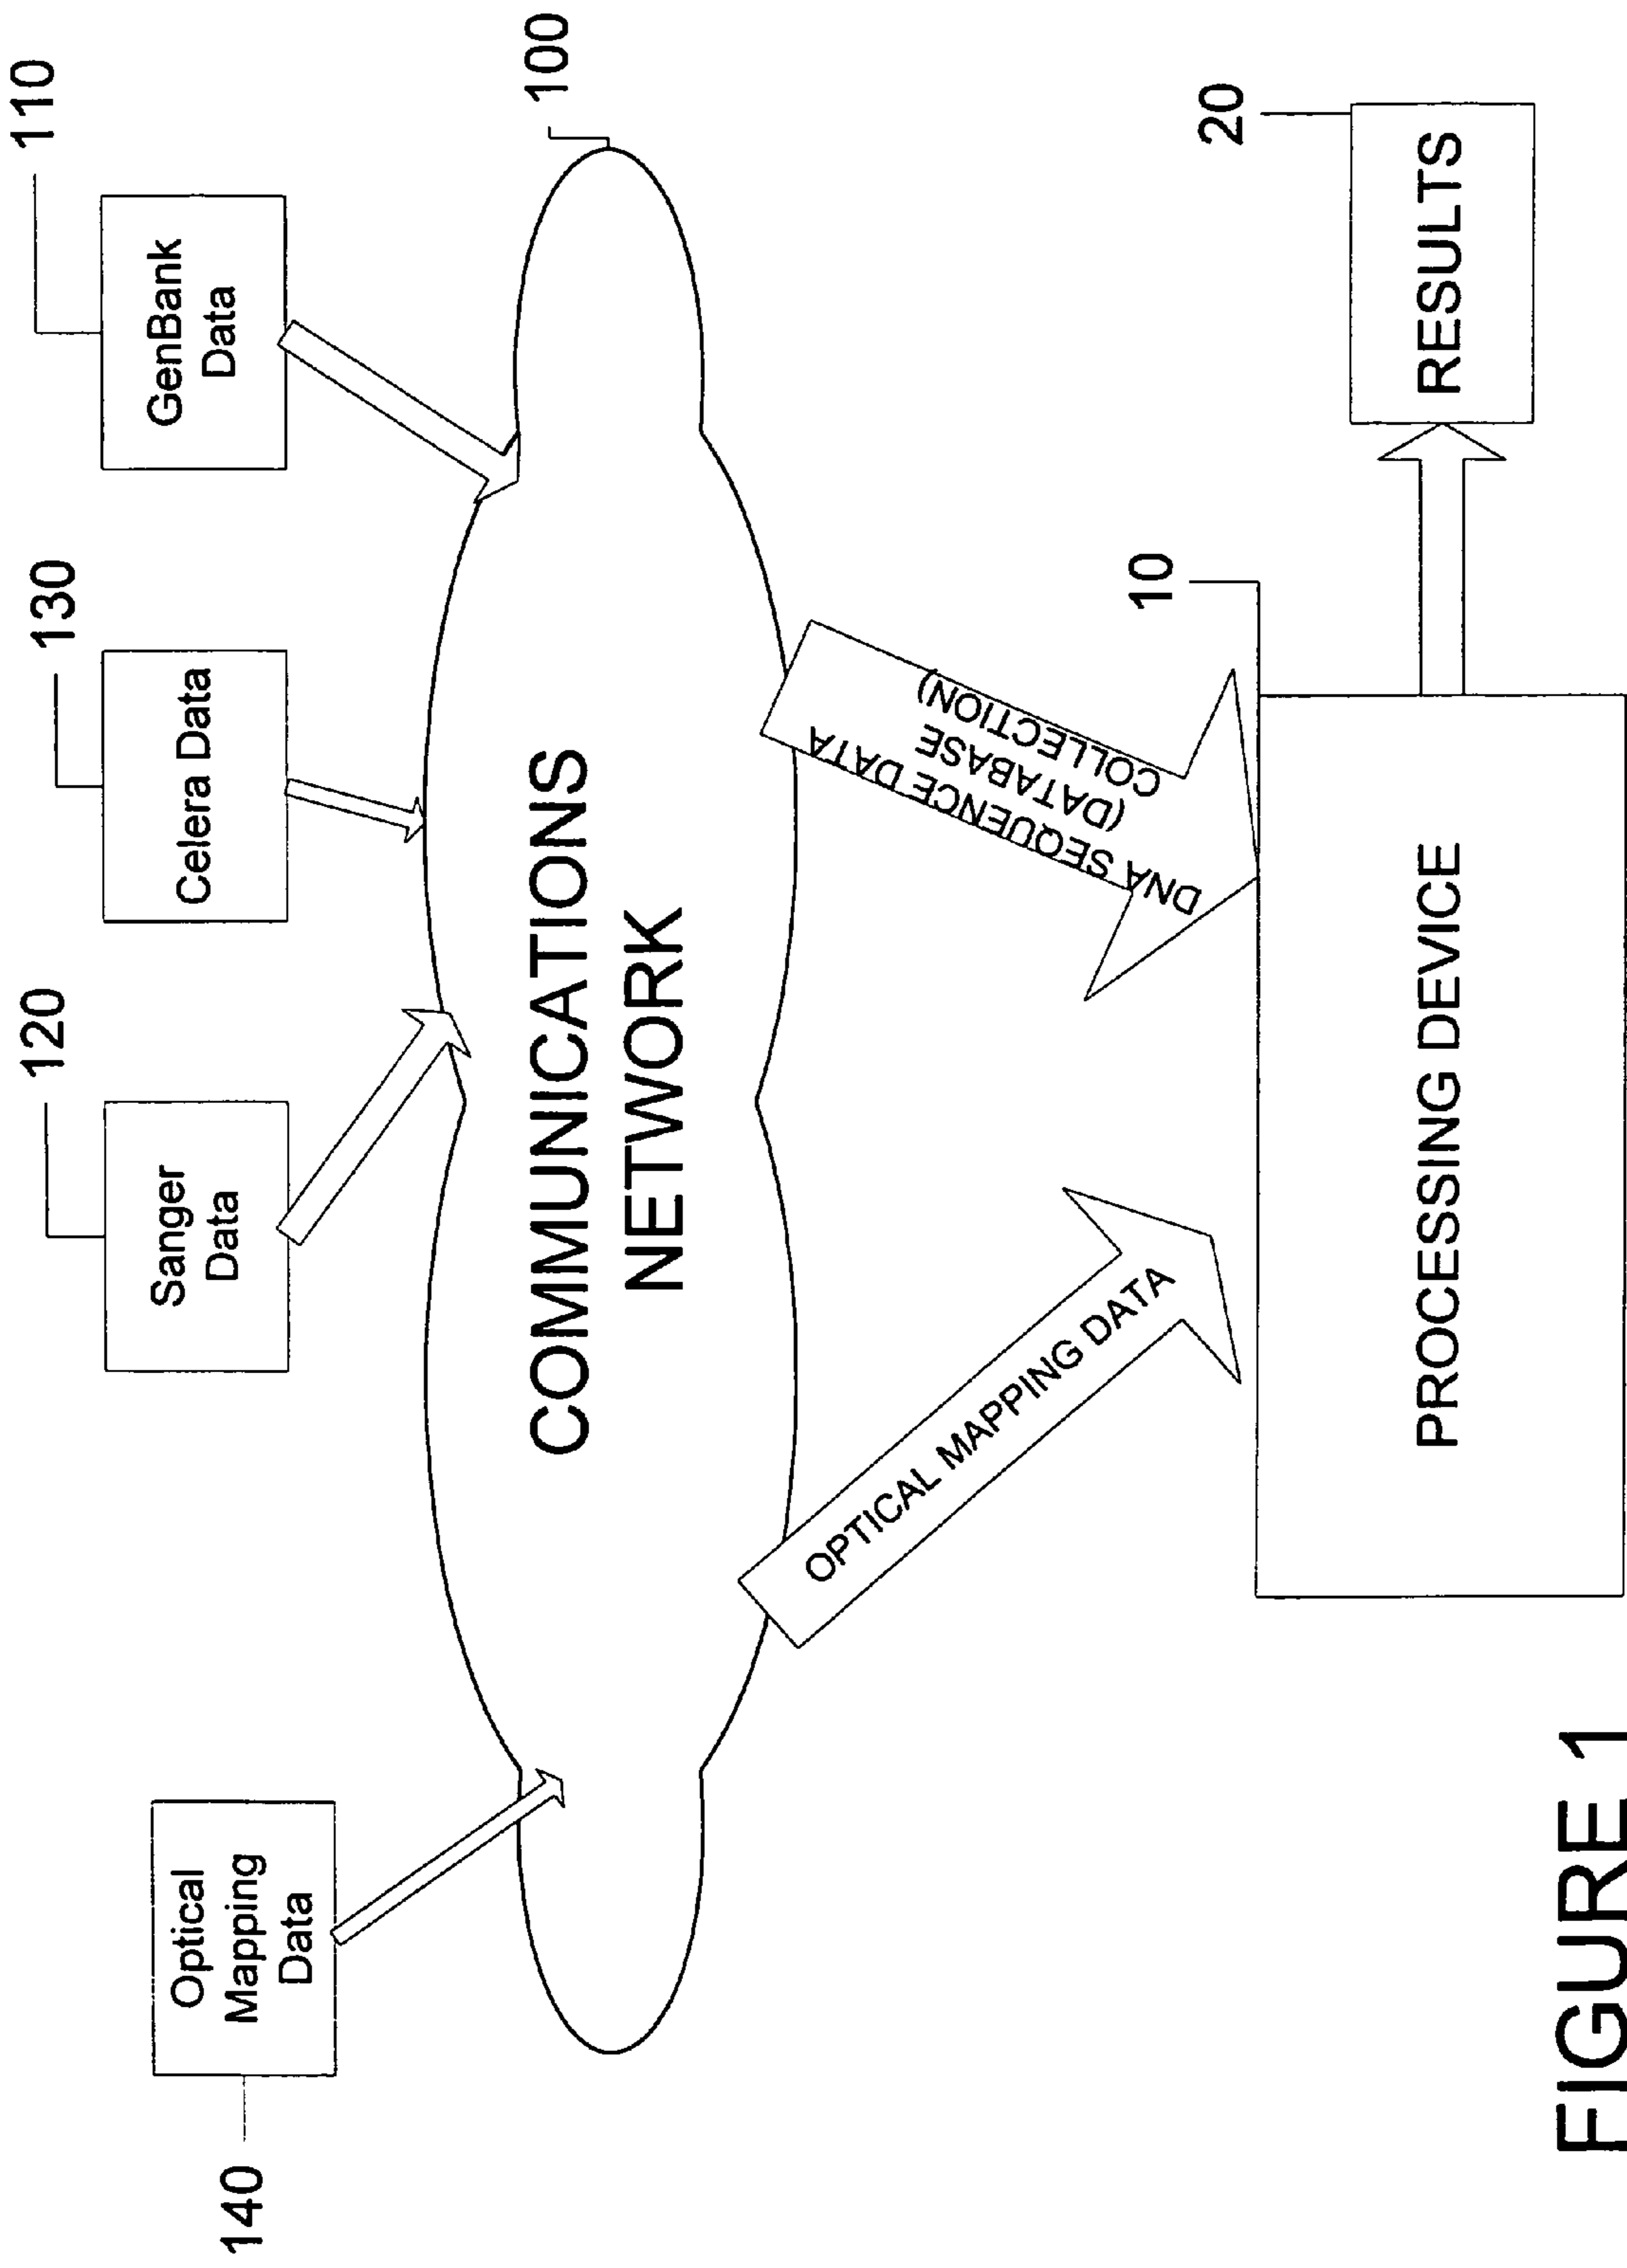 110
130
120
GenBank
Data
Celera Data
Sanger
Data
Optical
Mapping
Data
140
100
COMMUNICATIONS
NETWORK
OPTICAL MAPPING DATA
DNA SEQUENCE DATA
(DATABASE
COLLECTION)
10
20
PROCESSING DEVICE
RESULTS
FIGURE 1